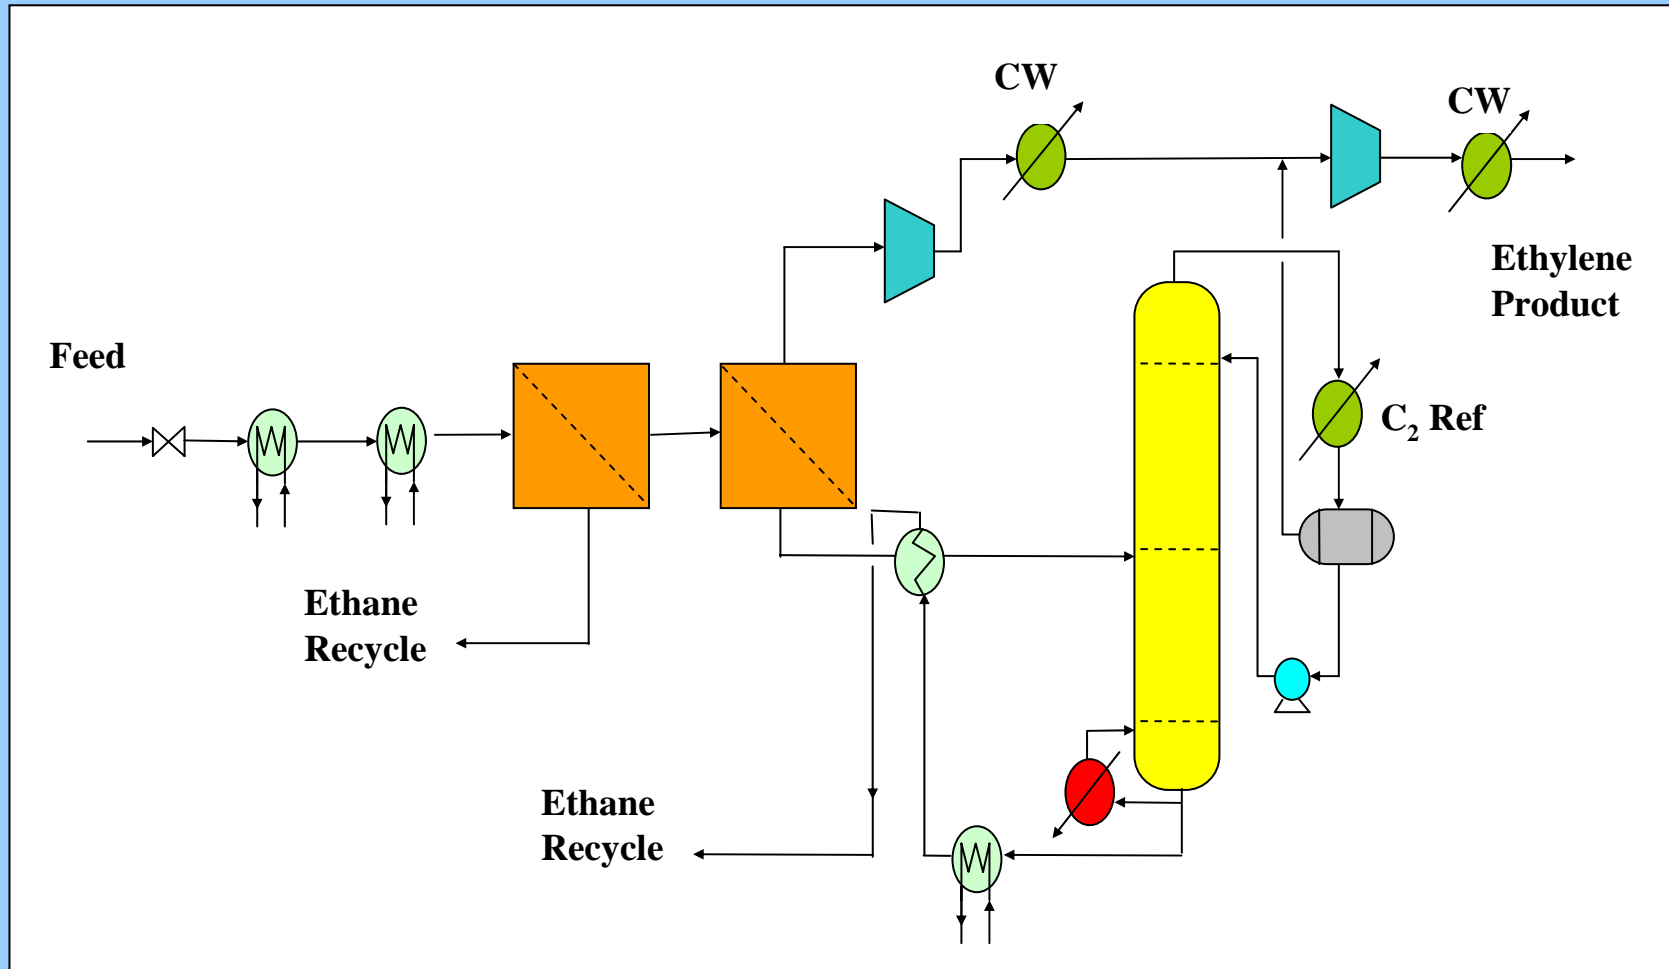 CW
CW
Ethylene
Product
Feed
C₂ Ref
Ethane
Recycle
Ethane
Recycle